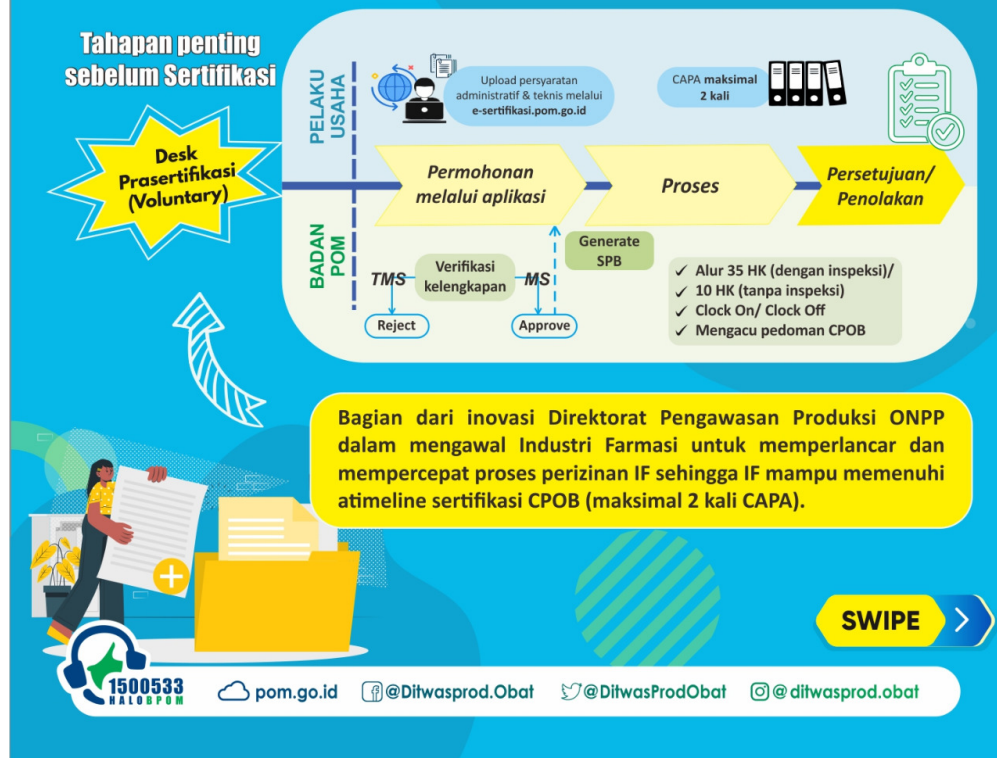 Tahapan penting
sebelum Sertifikasi
Desk
Prasertifikasi
(Voluntary)
PELAKU
USAHA
Upload persyaratan
administratif & teknis melalui
e-sertifikasi.pom.go.id
CAPA maksimal
2 kali
Permohonan
melalui aplikasi
Proses
Persetujuan/
Penolakan
BADAN
POM
TMS
Verifikasi
kelengkapan
MS
Reject
Approve
Generate
SPB
✓ Alur 35 HK (dengan inspeksi)/
✓ 10 HK (tanpa inspeksi)
✓ Clock On/ Clock Off
✓ Mengacu pedoman CPOB
Bagian dari inovasi Direktorat Pengawasan Produksi ONPP
dalam mengawal Industri Farmasi untuk memperlancar dan
mempercepat proses perizinan IF sehingga IF mampu memenuhi
atimeline sertifikasi CPOB (maksimal 2 kali CAPA).
SWIPE
1500533
HALOBPOM
pom.go.id
@Ditwasprod.Obat
@DitwasProdObat
@ditwasprod.obat